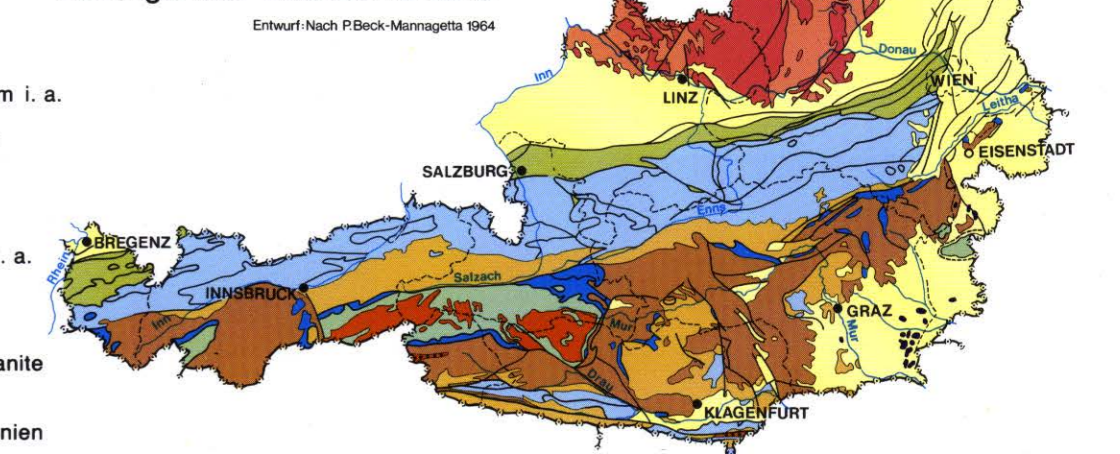 Entwurf:Nach P.Beck-Mannagetta 1964
m i. a.
Donau
Inn
LINZ
WIEN
Leitha
EISENSTADT
SALZBURG
Enns
BREGENZ
Rhein
. a.
Salzach
INNSBRUCK
Inn
Mur
GRAZ
Mur
anite
Drau
KLAGENFURT
nien